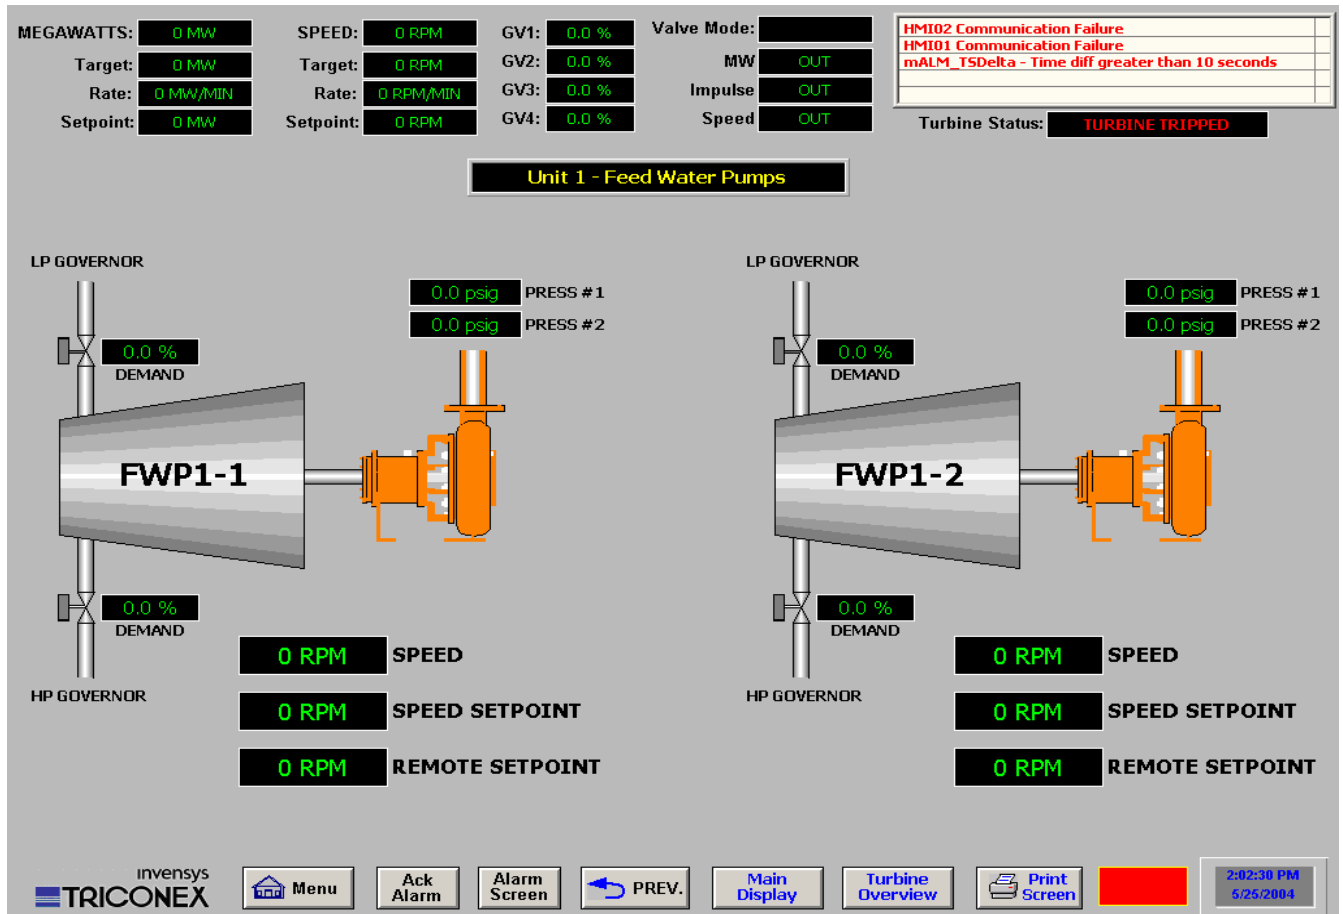 MEGAWATTS: 0 MW SPEED: 0 RPM GV1: 0.0 % Valve Mode:
Target: 0 MW Target: 0 RPM GV2: 0.0 % MW OUT
Rate: 0 MW/MIN Rate: 0 RPM/MIN GV3: 0.0 % Impulse OUT
Setpoint: 0 MW Setpoint: 0 RPM GV4: 0.0 % Speed OUT
HMI02 Communication Failure
HMI01 Communication Failure
mALM_TSDelta - Time diff greater than 10 seconds
Turbine Status: TURBINE TRIPPED
Unit 1 - Feed Water Pumps
LP GOVERNOR
0.0 psig PRESS #1
0.0 psig PRESS #2
0.0 %
DEMAND
FWP1-1
0.0 %
DEMAND
HP GOVERNOR
0 RPM SPEED
0 RPM SPEED SETPOINT
0 RPM REMOTE SETPOINT
LP GOVERNOR
0.0 psig PRESS #1
0.0 psig PRESS #2
0.0 %
DEMAND
FWP1-2
0.0 %
DEMAND
HP GOVERNOR
0 RPM SPEED
0 RPM SPEED SETPOINT
0 RPM REMOTE SETPOINT
invensys
TRICONEX
Menu
Ack
Alarm
Alarm
Screen
PREV.
Main
Display
Turbine
Overview
Print
Screen
2:02:30 PM
5/25/2004